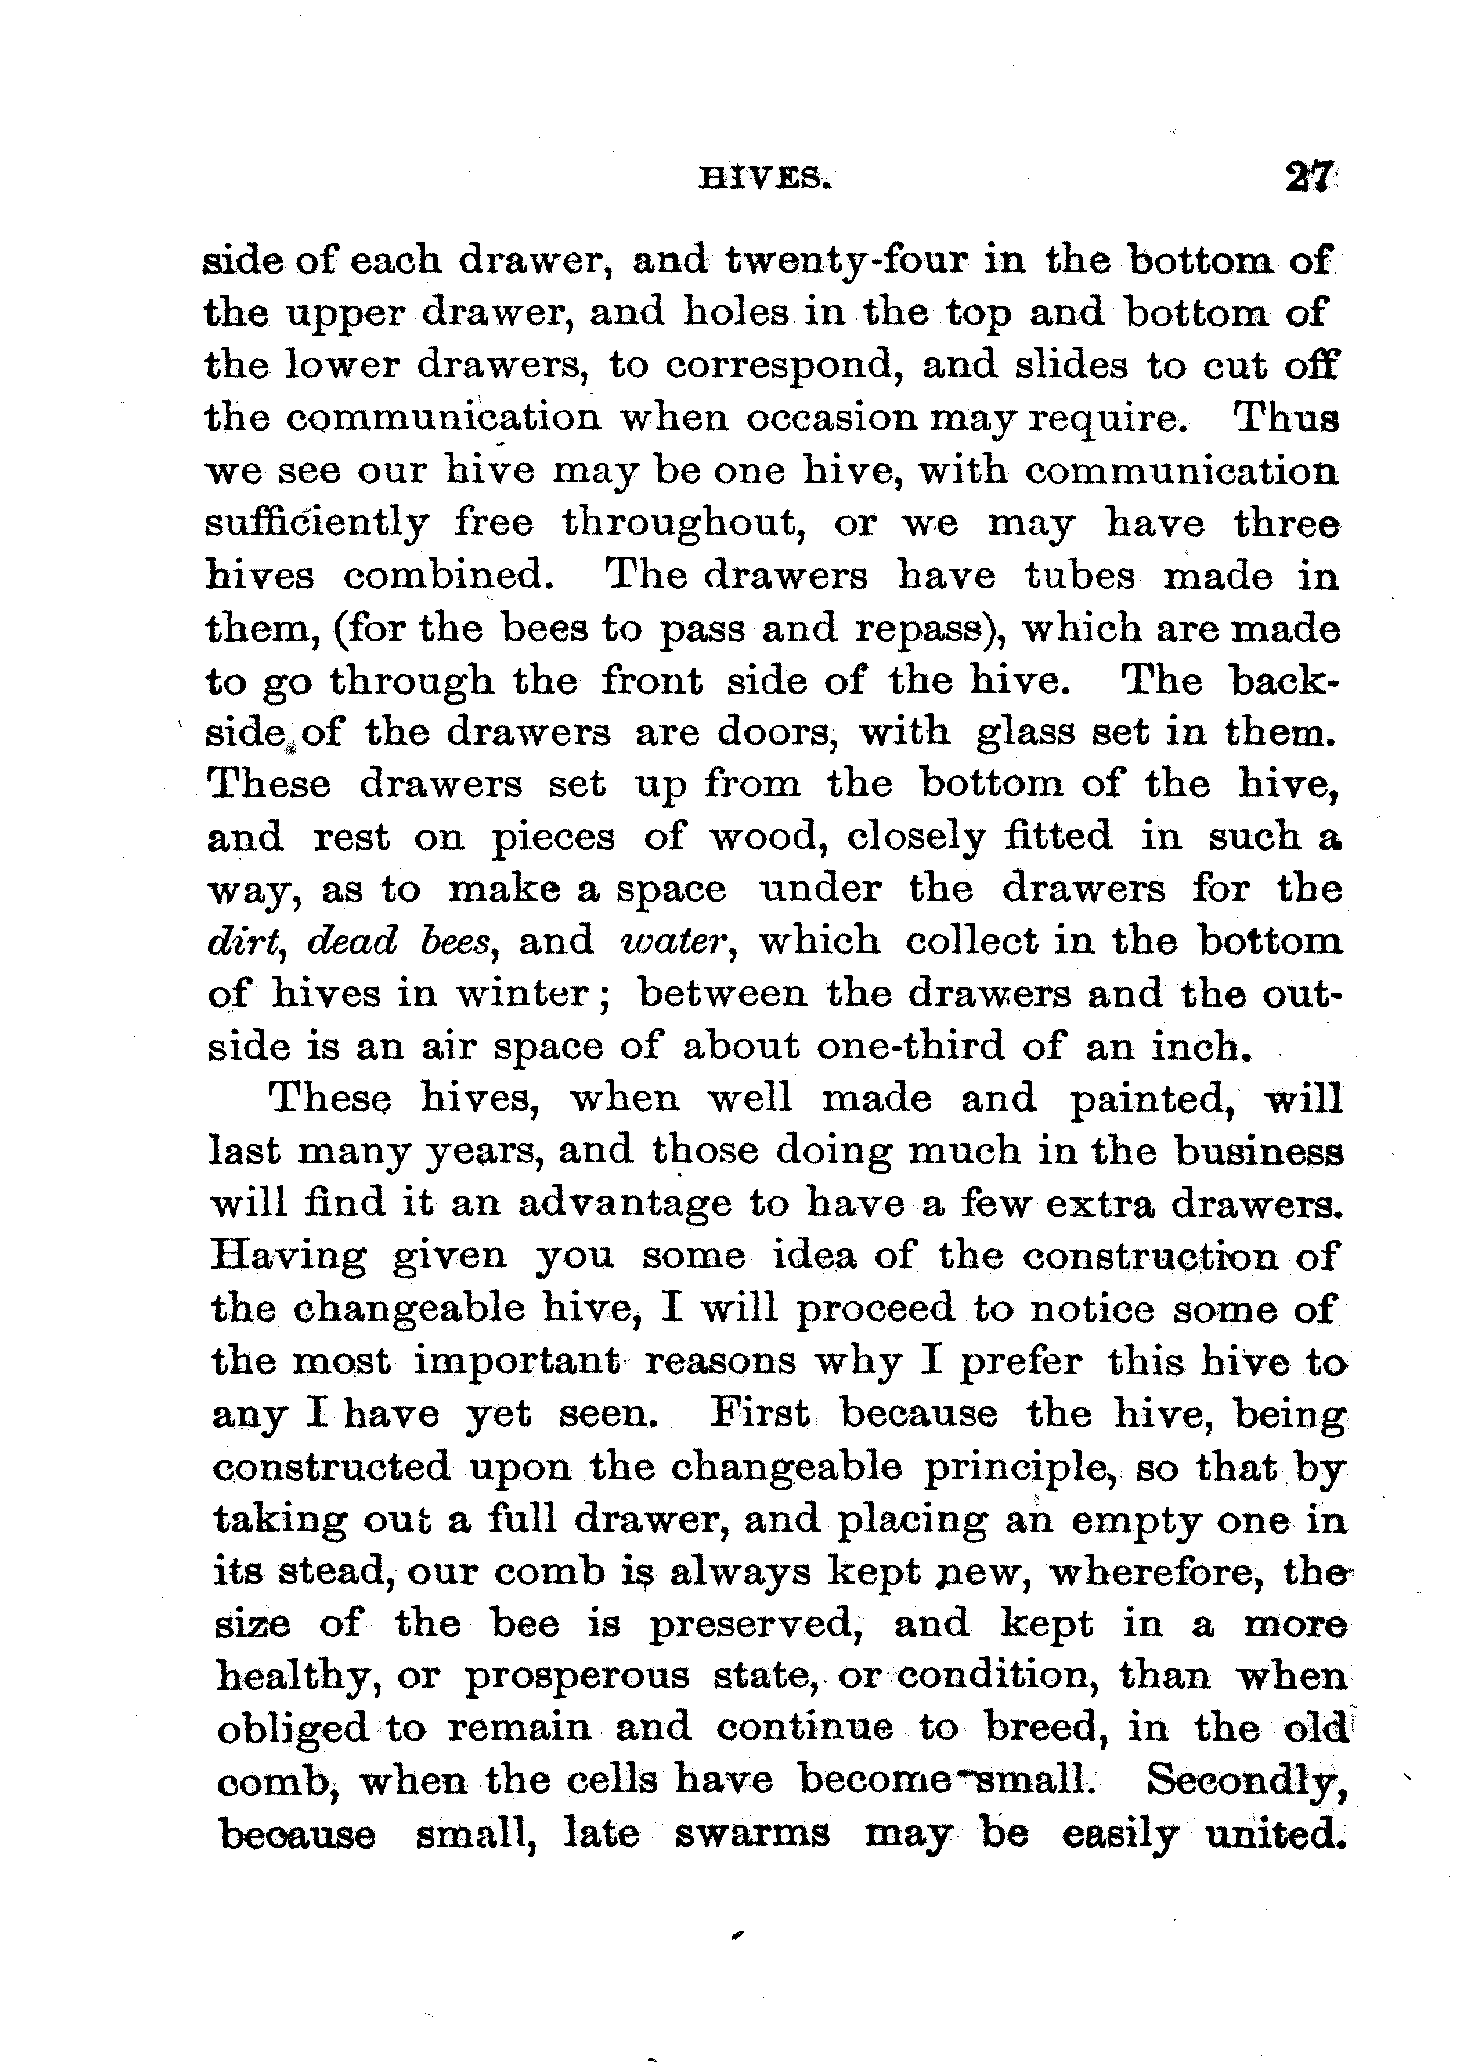 HIVES. 27
side of each drawer, and twenty-four in the bottom of
the upper drawer, and holes in the top and bottom of
the lower drawers, to correspond, and slides to cut off
the communication when occasion may require. Thus
we see our hive may be one hive, with communication
sufficiently free throughout, or we may have three
hives combined. The drawers have tubes made in
them, (for the bees to pass and repass), which are made
to go through the front side of the hive. The back-
side of the drawers are doors, with glass set in them.
These drawers set up from the bottom of the hive,
and rest on pieces of wood, closely fitted in such a
way, as to make a space under the drawers for the
dirt, dead bees, and water, which collect in the bottom
of hives in winter; between the drawers and the out-
side is an air space of about one-third of an inch.
These hives, when well made and painted, will
last many years, and those doing much in the business
will find it an advantage to have a few extra drawers.
Having given you some idea of the construction of
the changeable hive, I will proceed to notice some of
the most important reasons why I prefer this hive to
any I have yet seen. First because the hive, being
constructed upon the changeable principle, so that by
taking out a full drawer, and placing an empty one in
its stead, our comb is always kept new, wherefore, the
size of the bee is preserved, and kept in a more
healthy, or prosperous state, or condition, than when
obliged to remain and continue to breed, in the old
comb, when the cells have become small. Secondly,
because small, late swarms may be easily united.